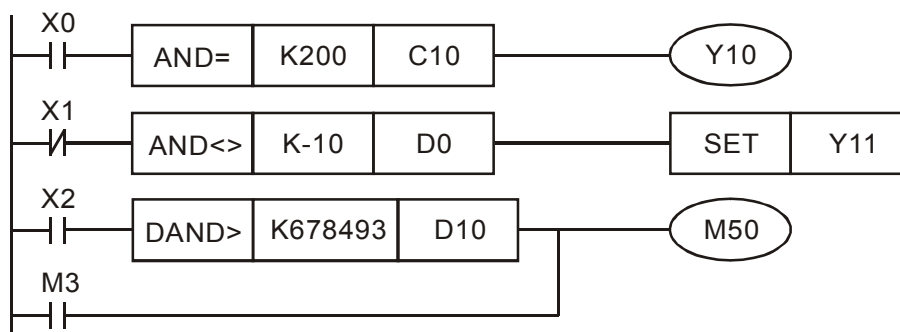 X0
AND= K200 C10 Y10
X1
AND<> K-10 D0 SET Y11
X2
DAND> K678493 D10 M50
M3